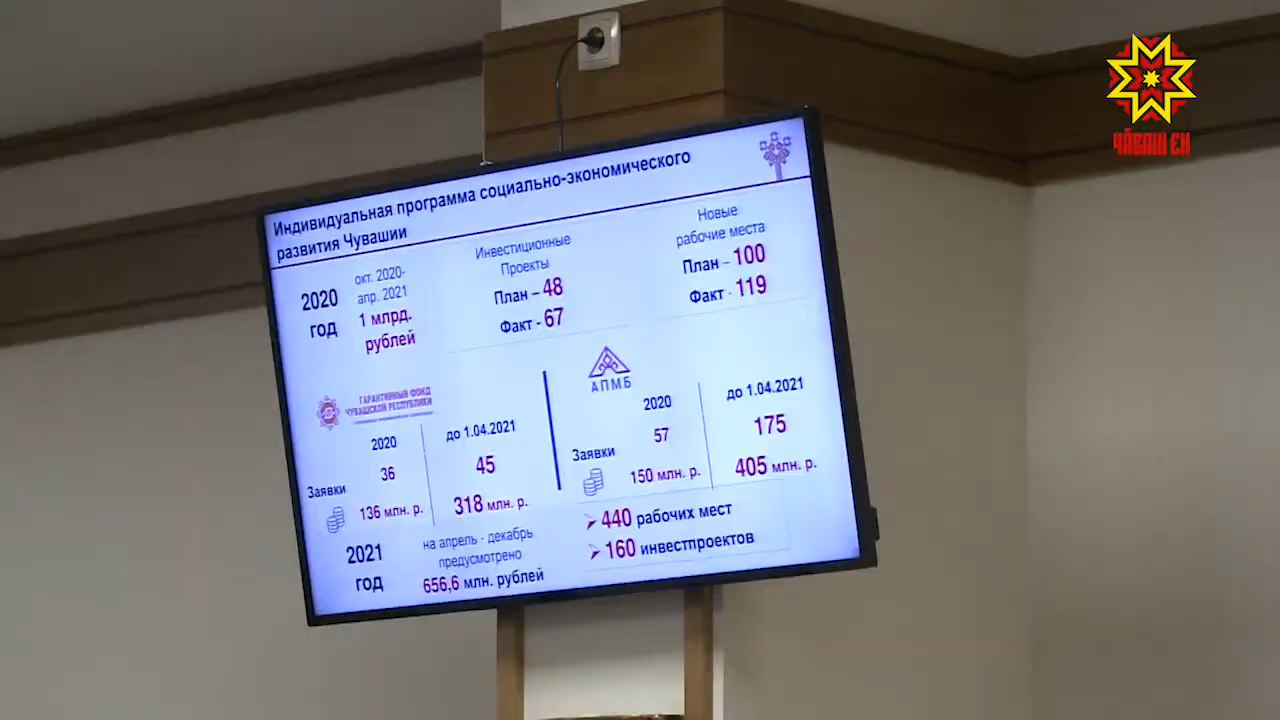 ЧӐВАШ ЕН
Индивидуальная программа социально-экономического
развития Чувашии
2020
год
окт. 2020-
апр. 2021
1 млрд.
рублей
Инвестиционные
Проекты
План – 48
Факт - 67
Новые
рабочие места
План – 100
Факт - 119
ГАРАНТИЙНЫЙ ФОНД
ЧУВАШСКОЙ РЕСПУБЛИКИ
2020
до 1.04.2021
Заявки
36
45
136 млн. р.
318 млн. р.
АПМБ
2020
до 1.04.2021
Заявки
57
175
150 млн. р.
405 млн. р.
2021
год
на апрель - декабрь
предусмотрено
656,6 млн. рублей
440 рабочих мест
160 инвестпроектов